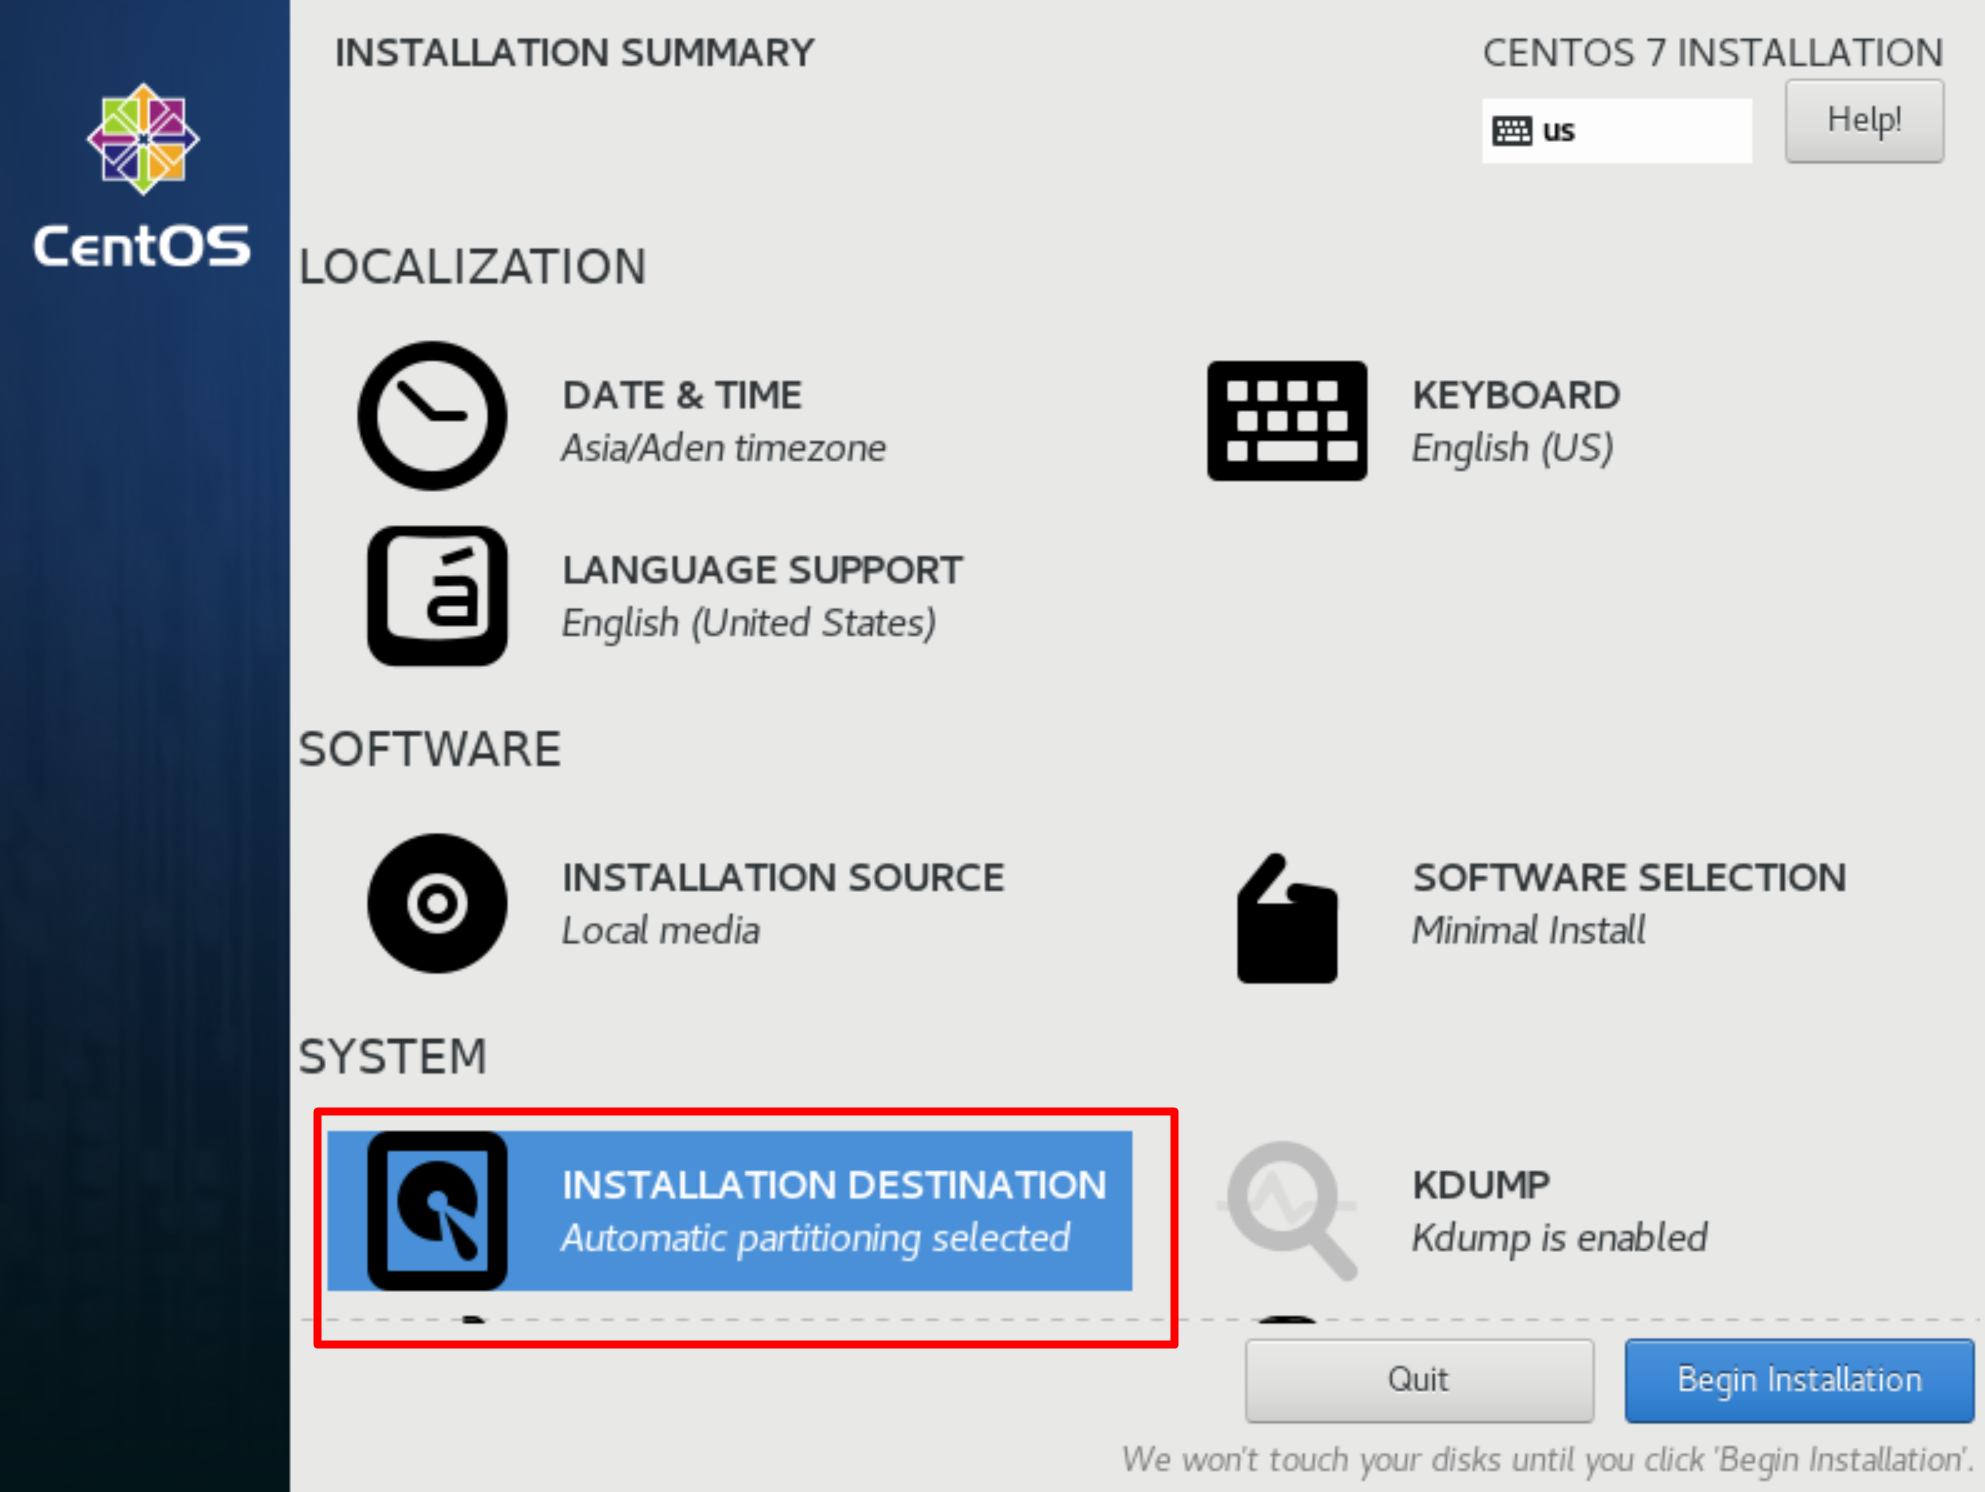 INSTALLATION SUMMARY
CENTOS 7 INSTALLATION
us
Help!
CentOS
LOCALIZATION
DATE & TIME
Asia/Aden timezone
KEYBOARD
English (US)
á
LANGUAGE SUPPORT
English (United States)
SOFTWARE
INSTALLATION SOURCE
Local media
SOFTWARE SELECTION
Minimal Install
SYSTEM
INSTALLATION DESTINATION
Automatic partitioning selected
KDUMP
Kdump is enabled
Quit
Begin Installation
We won't touch your disks until you click 'Begin Installation'.